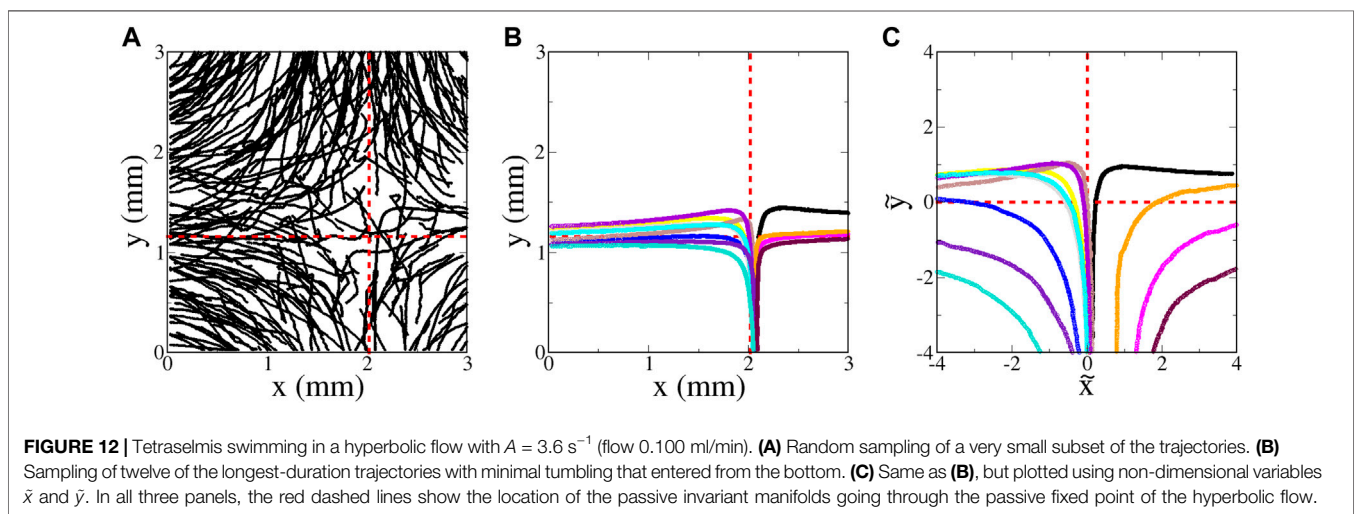 A
B
C
3
2
1
0
y (mm)
0
1
2
3
x (mm)
3
2
1
0
y (mm)
0
1
2
3
x (mm)
4
2
0
-2
-4
ỹ
-4
-2
0
2
4
x̃
FIGURE 12 | Tetraselmis swimming in a hyperbolic flow with A = 3.6 s⁻¹ (flow 0.100 ml/min). (A) Random sampling of a very small subset of the trajectories. (B)
Sampling of twelve of the longest-duration trajectories with minimal tumbling that entered from the bottom. (C) Same as (B), but plotted using non-dimensional variables
x̃ and ỹ. In all three panels, the red dashed lines show the location of the passive invariant manifolds going through the passive fixed point of the hyperbolic flow.